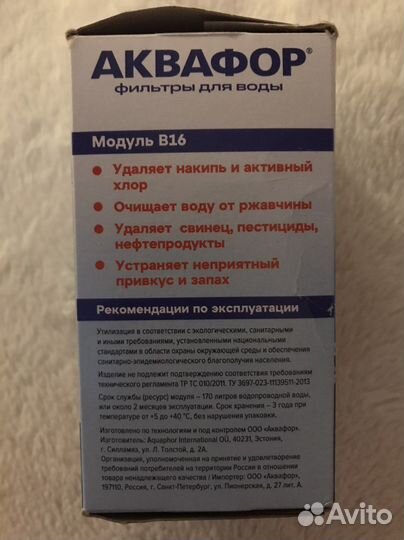 АКВАФОР®
фильтры для воды
Модуль В16
● Удаляет накипь и активный
хлор
● Очищает воду от ржавчины
● Удаляет свинец, пестициды,
нефтепродукты
● Устраняет неприятный
привкус и запах
Рекомендации по эксплуатации
Утилизация в соответствии с экологическими, санитарными
и иными требованиями, установленными национальными
стандартами в области охраны окружающей среды и обеспечения
санитарно-эпидемиологического благополучия населения.
Изделие не подлежит подтверждению соответствия требованиям
технического регламента ТР ТС 010/2011. ТУ 3697-023-11139511-2013
Срок службы (ресурс) модуля – 170 литров водопроводной воды,
или около 2 месяцев эксплуатации. Срок хранения – 3 года при
температуре от +5 до +40 °С, без нарушения упаковки.
Изготовлено по технологиям и под контролем ООО «Аквафор».
Изготовитель: Aquaphor International OÜ, 40231, Эстония,
г. Силламяэ, ул. Л. Толстой, д. 2А.
Организация, уполномоченная на принятие и удовлетворение
требований потребителей на территории России в отношении
товара ненадлежащего качества / Импортер: ООО «Аквафор»,
197110, Россия, г. Санкт-Петербург, ул. Пионерская, д. 27 лит А.
Avito